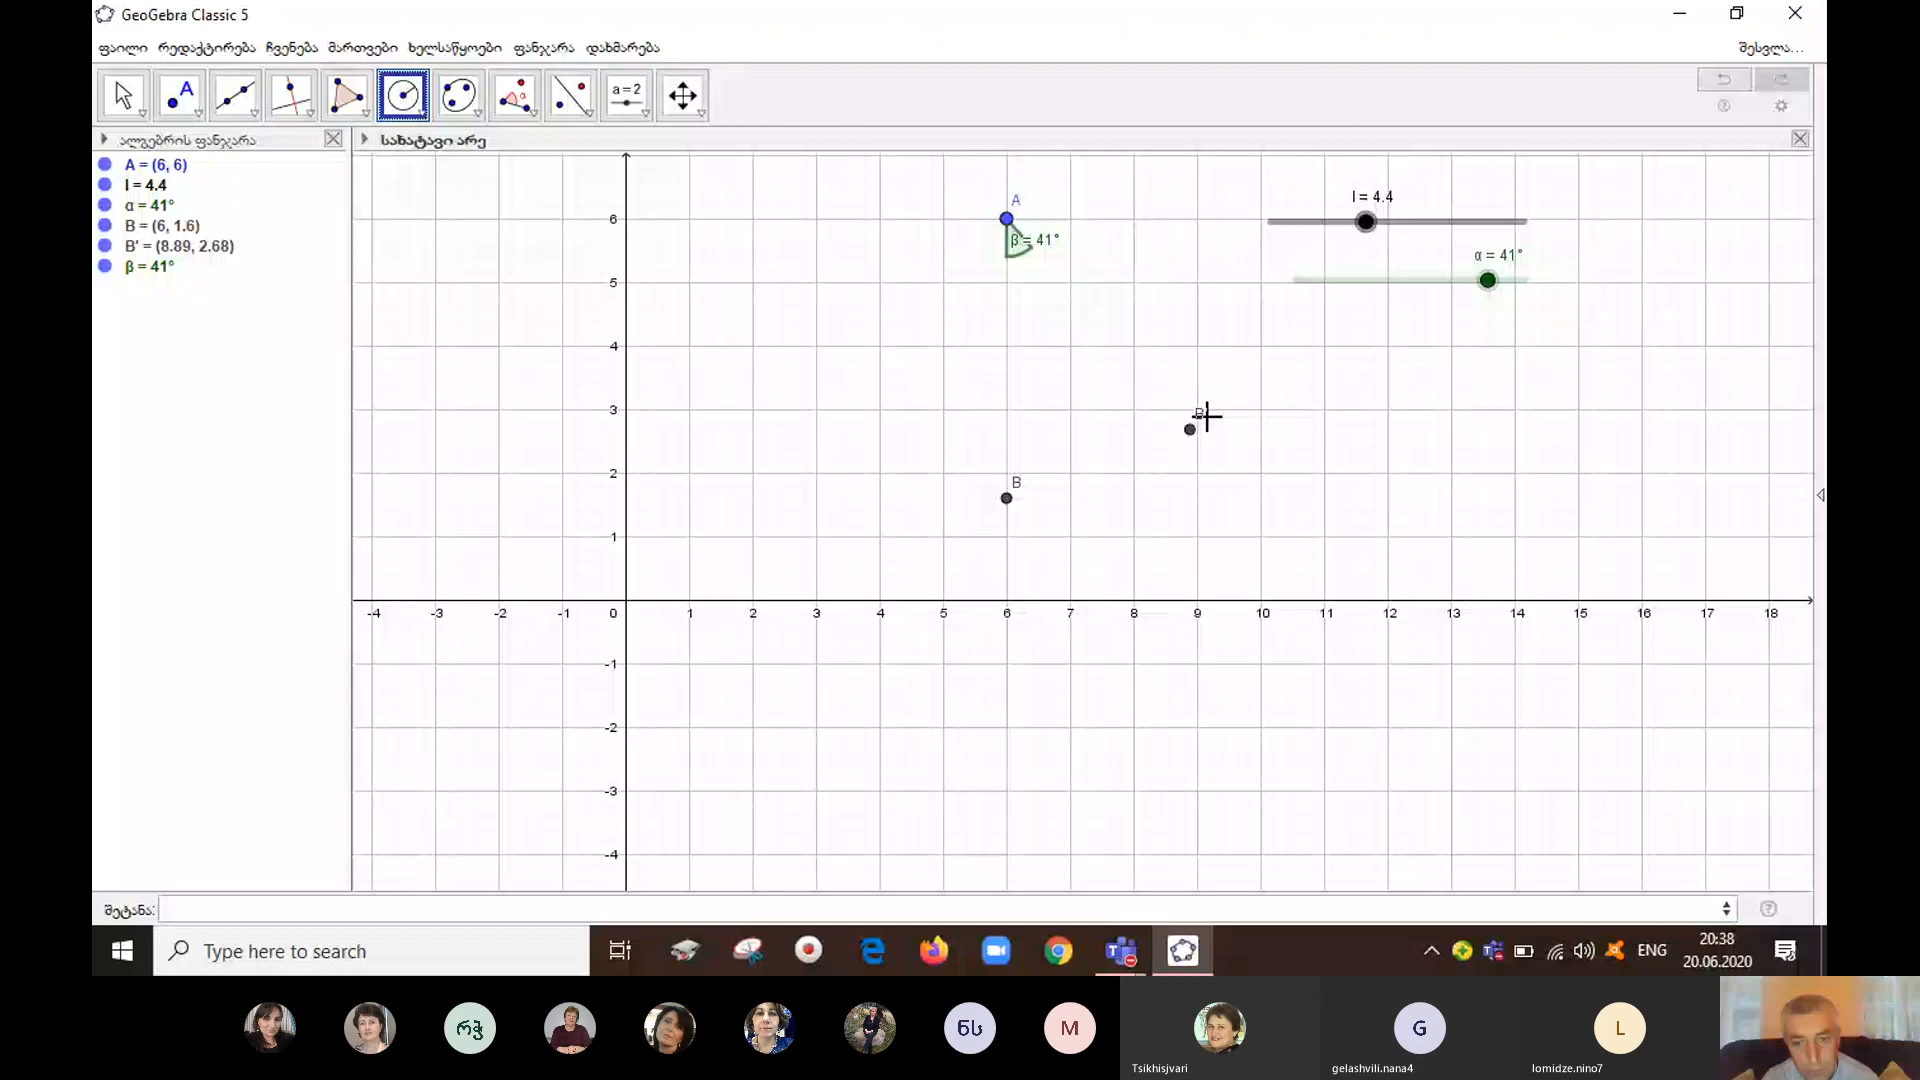 GeoGebra Classic 5
ფაილი რედაქტირება ჩვენება მართვები ხელსაწყოები ფანჯარა დახმარება
შესვლა...
A
a = 2
ალგებრის ფანჯარა
სახატავი არე
A = (6, 6)
l = 4.4
α = 41°
B = (6, 1.6)
B' = (8.89, 2.68)
β = 41°
A
β = 41°
l = 4.4
α = 41°
B
B
6
5
4
3
2
1
-4 -3 -2 -1 0 1 2 3 4 5 6 7 8 9 10 11 12 13 14 15 16 17 18
-1
-2
-3
-4
შეტანა:
Type here to search
ENG
20:38
20.06.2020
რჭ
ნს
M
G
L
Tsikhisjvari
gelashvili.nana4
lomidze.nino7